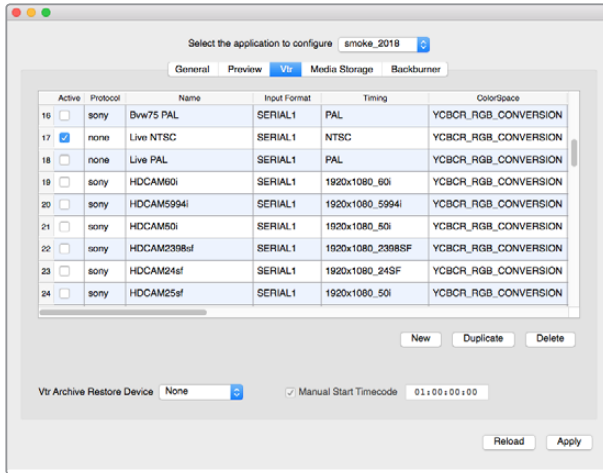 Select the application to configure smoke_2018
General Preview Vtr Media Storage Backburner
Active Protocol Name Input Format Timing ColorSpace
16 sony Bvw75 PAL SERIAL1 PAL YCBCR_RGB_CONVERSION
17 none Live NTSC SERIAL1 NTSC YCBCR_RGB_CONVERSION
18 none Live PAL SERIAL1 PAL YCBCR_RGB_CONVERSION
19 sony HDCAM60i SERIAL1 1920x1080_60i YCBCR_RGB_CONVERSION
20 sony HDCAM5994i SERIAL1 1920x1080_5994i YCBCR_RGB_CONVERSION
21 sony HDCAM50i SERIAL1 1920x1080_50i YCBCR_RGB_CONVERSION
22 sony HDCAM2398sf SERIAL1 1920x1080_2398SF YCBCR_RGB_CONVERSION
23 sony HDCAM24sf SERIAL1 1920x1080_24SF YCBCR_RGB_CONVERSION
24 sony HDCAM25sf SERIAL1 1920x1080_50i YCBCR_RGB_CONVERSION
New Duplicate Delete
Vtr Archive Restore Device None Manual Start Timecode 01:00:00:00
Reload Apply